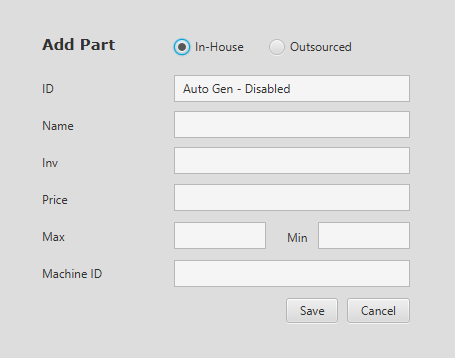 Add Part In-House Outsourced
ID Auto Gen - Disabled
Name
Inv
Price
Max Min
Machine ID
Save Cancel